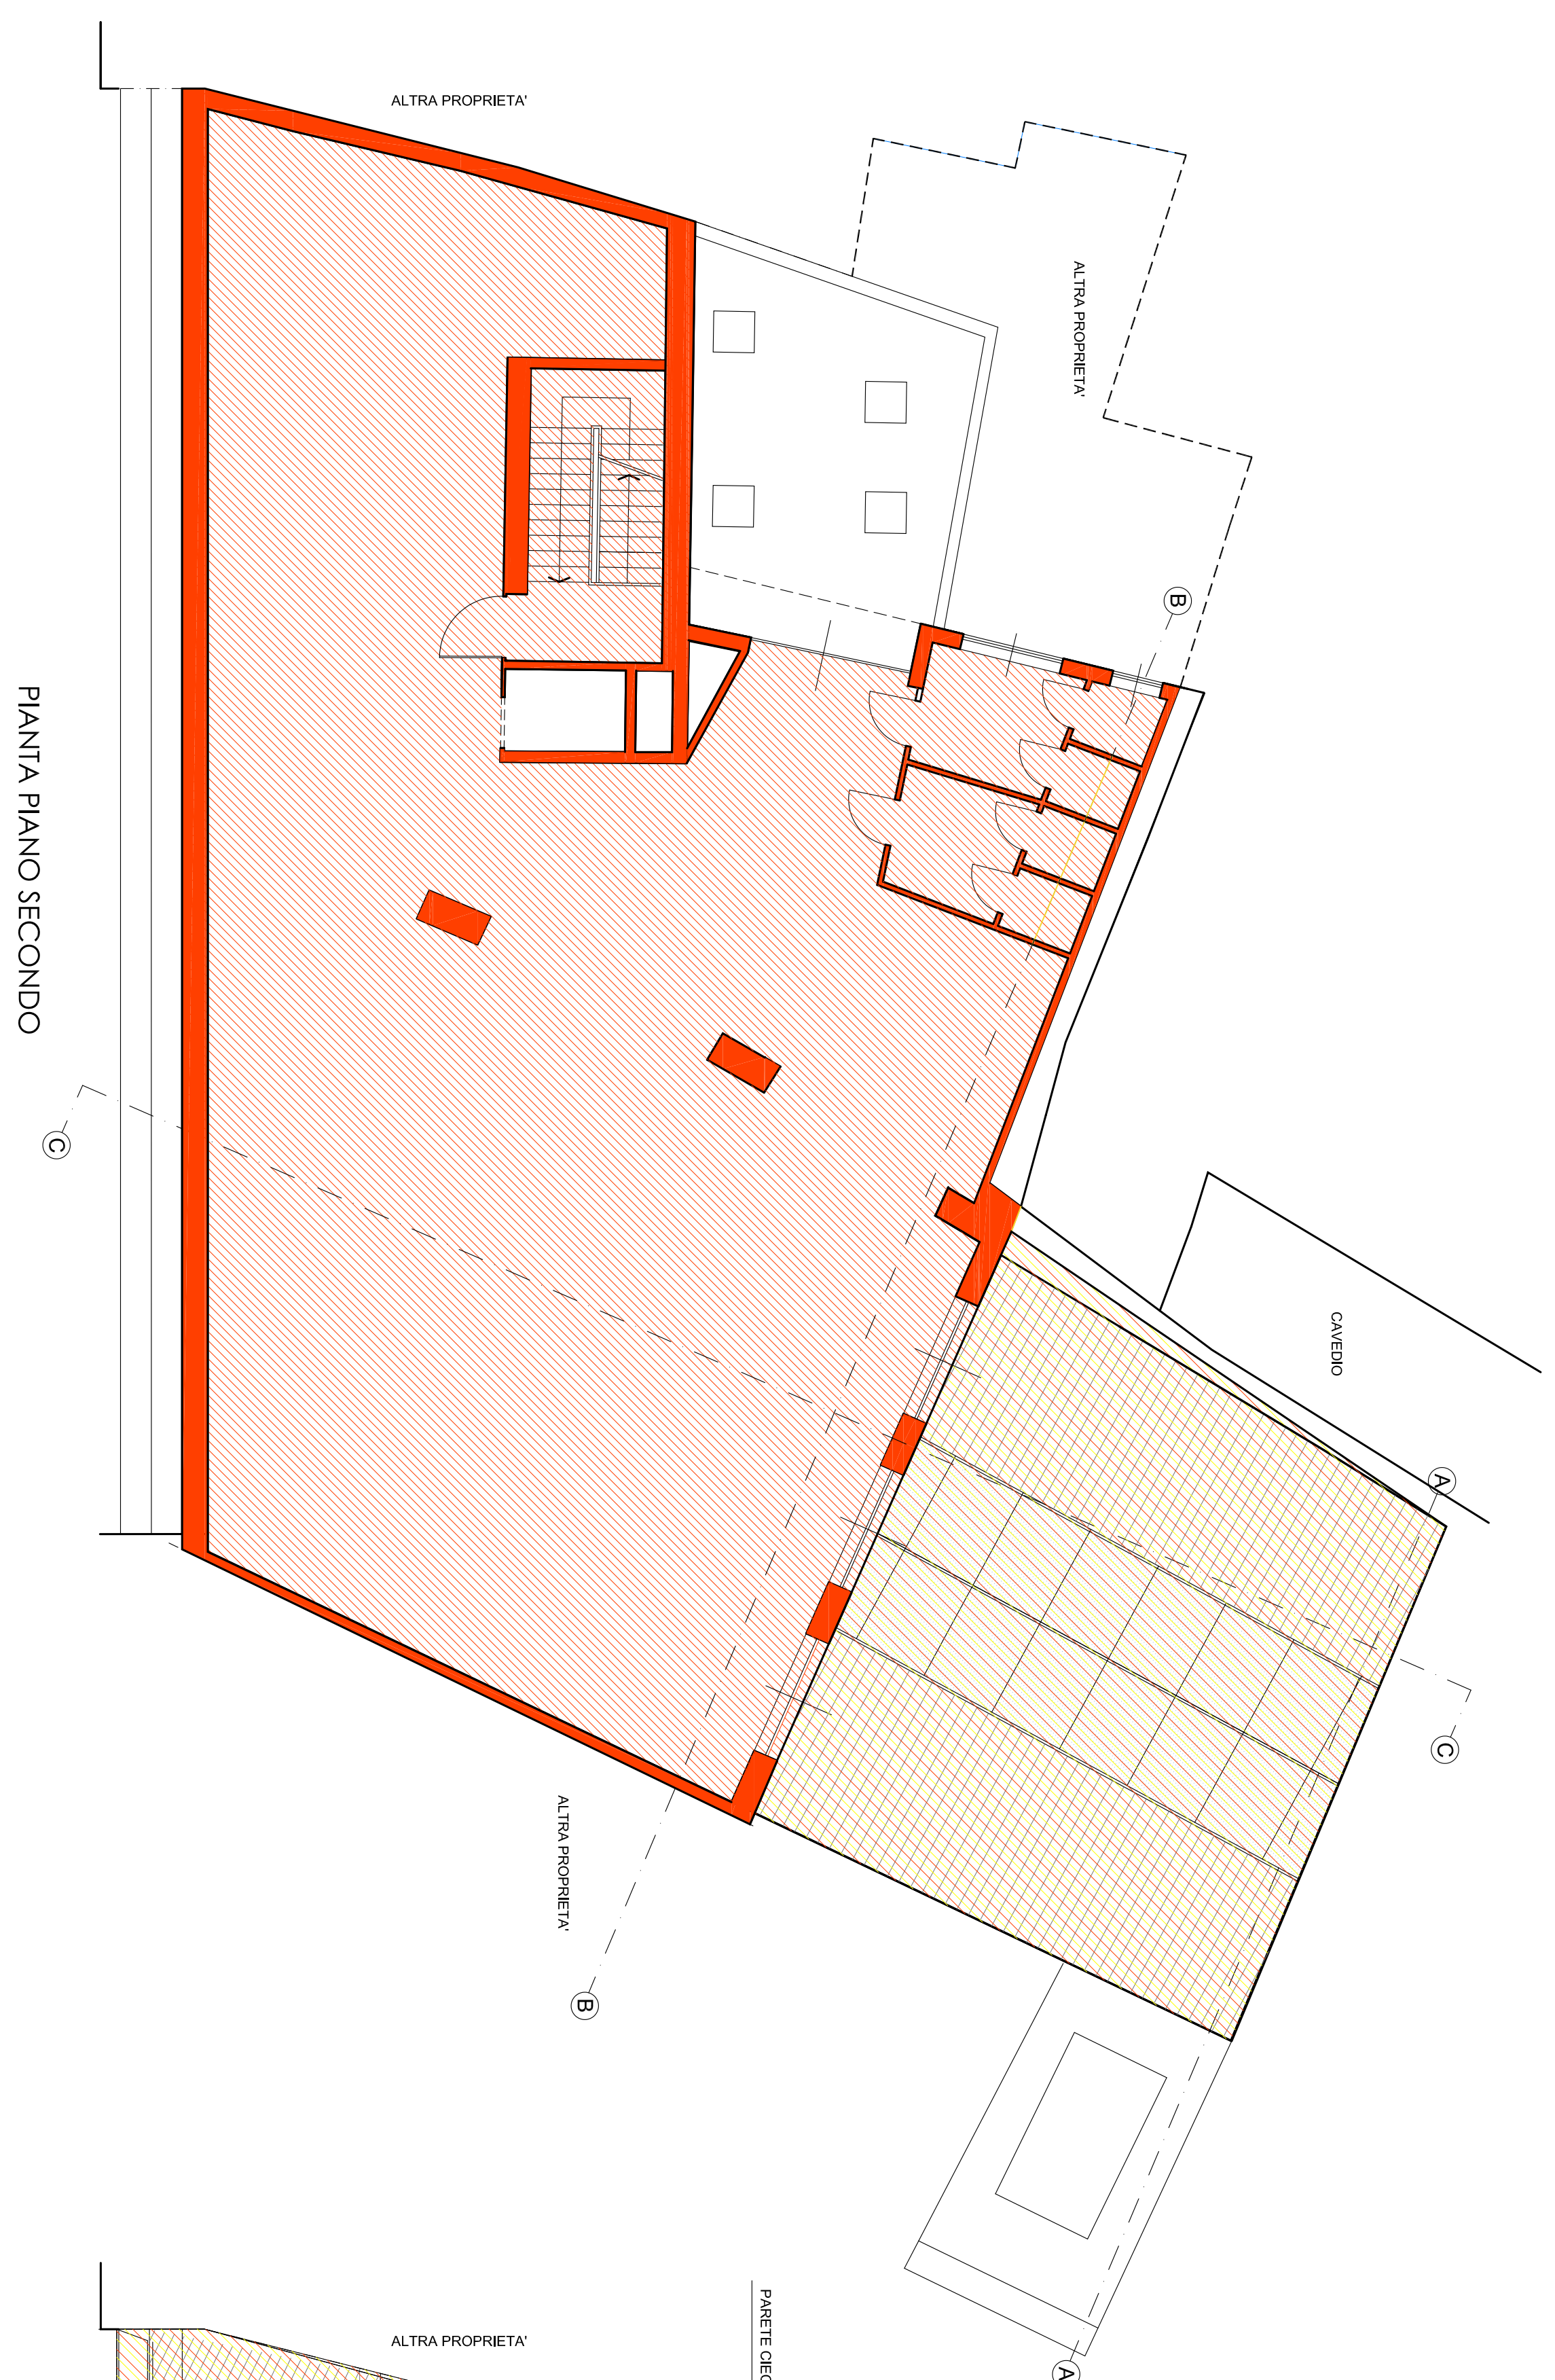 ALTRA PROPRIETA'
ALTRA PROPRIETA'
B
PIANTA PIANO SECONDO
C
CAVEDIO
A
C
ALTRA PROPRIETA'
B
A
ALTRA PROPRIETA'